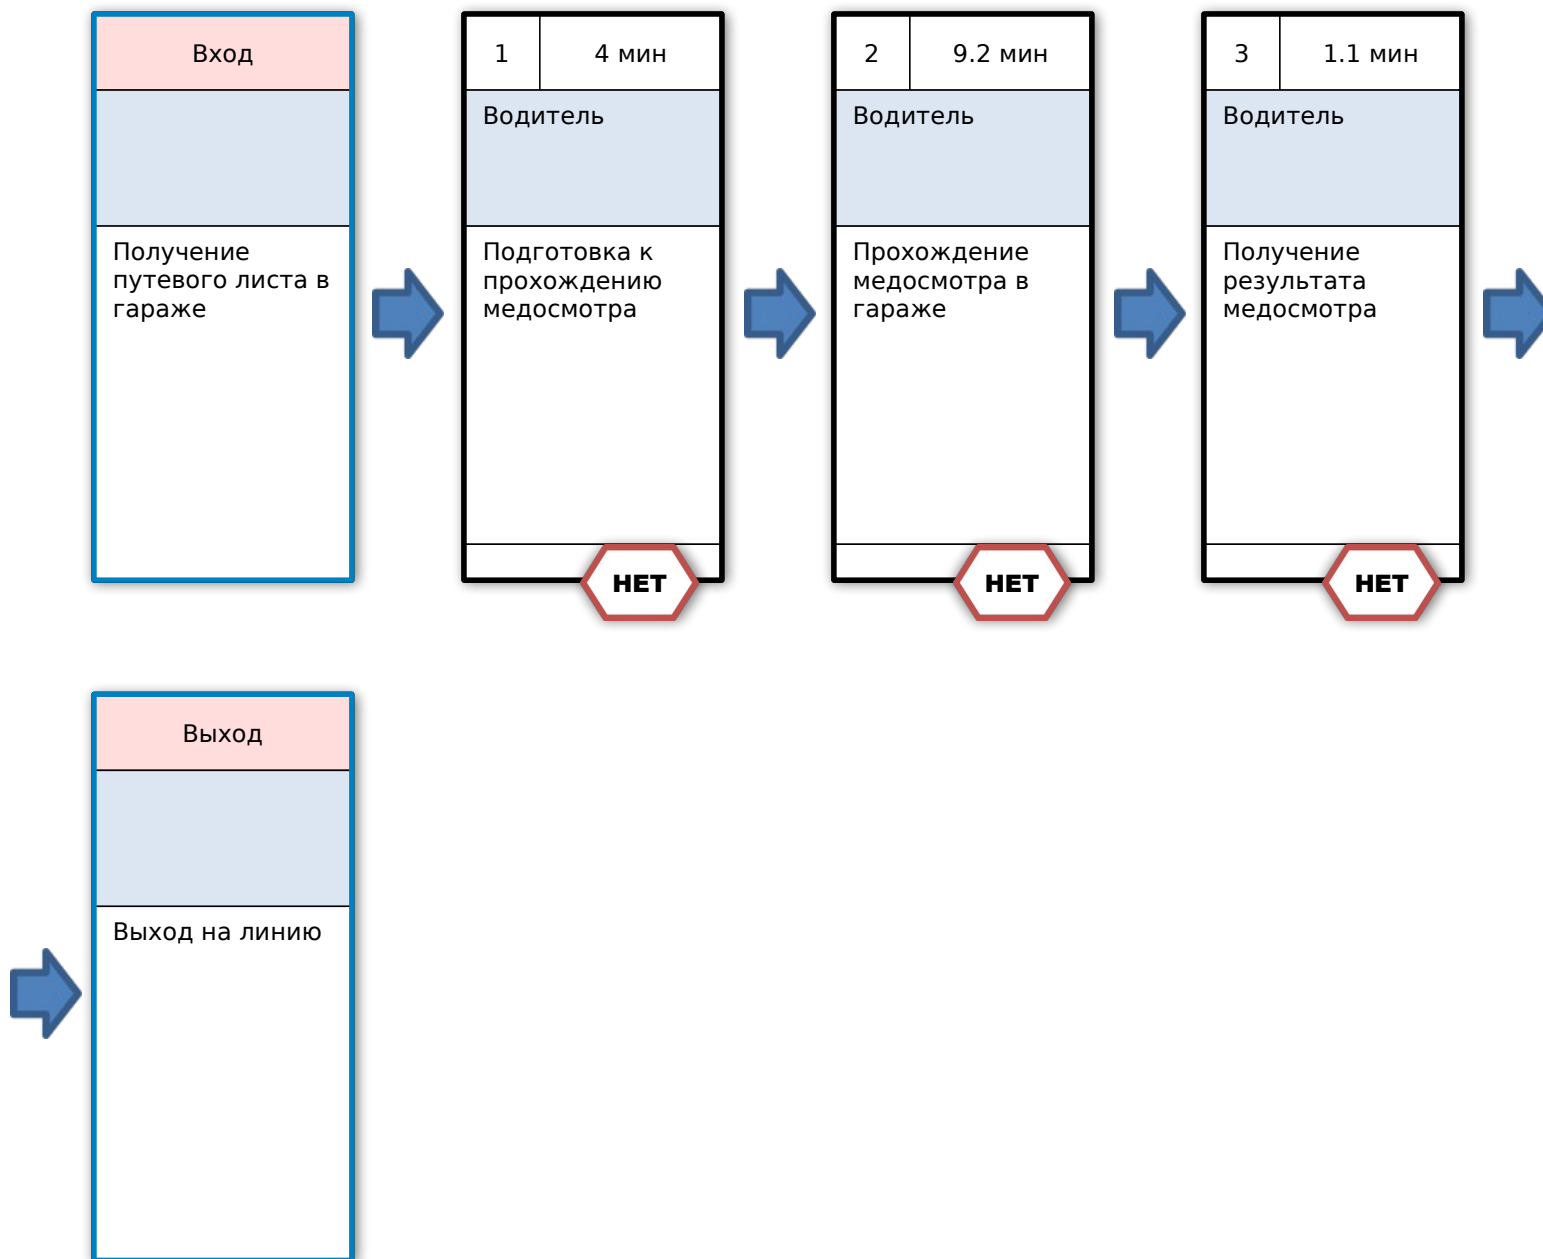 Вход
Получение
путевого листа в
гараже
1
4 мин
Водитель
Подготовка к
прохождению
медосмотра
НЕТ
2
9.2 мин
Водитель
Прохождение
медосмотра в
гараже
НЕТ
3
1.1 мин
Водитель
Получение
результата
медосмотра
НЕТ
Выход
Выход на линию